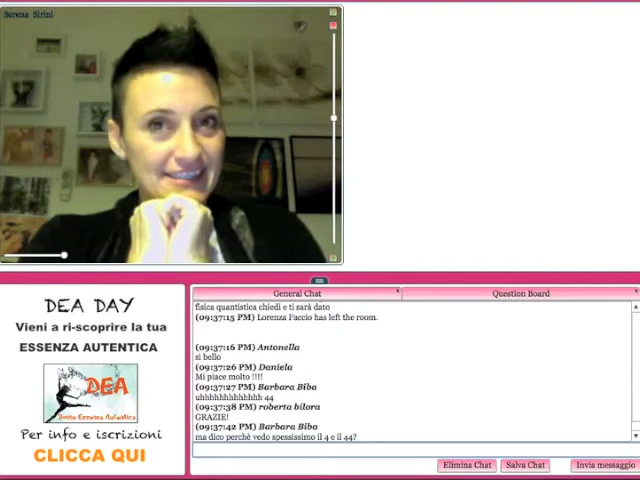 Serena Sirini
DEA DAY
Vieni a ri-scoprire la tua
ESSENZA AUTENTICA
DEA
Donna Essenza Autentica
Per info e iscrizioni
CLICCA QUI
General Chat x
Question Board x
fisica quantistica chiedi e ti sarà dato
(09:37:15 PM) Lorenza Faccio has left the room.
(09:37:16 PM) Antonella
si bello
(09:37:26 PM) Daniela
Mi piace molto !!!!
(09:37:27 PM) Barbara Biba
uhhhhhhhhhhhh 44
(09:37:38 PM) roberta bilora
GRAZIE!
(09:37:42 PM) Barbara Biba
ma dico perchè vedo spessissimo il 4 e il 44?
Elimina Chat
Salva Chat
Invia messaggio